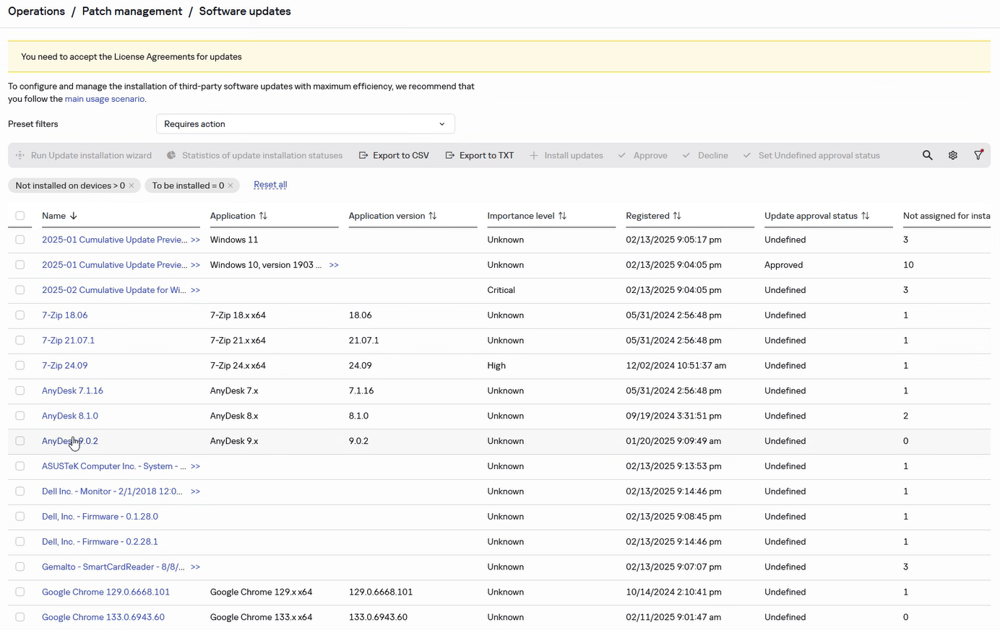 Operations / Patch management / Software updates
You need to accept the License Agreements for updates
To configure and manage the installation of third-party software updates with maximum efficiency, we recommend that
you follow the main usage scenario.
Preset filters Requires action
Run Update installation wizard Statistics of update installation statuses Export to CSV Export to TXT Install updates Approve Decline Set Undefined approval status
Not installed on devices > 0 To be installed = 0 Reset all
Name Application Application version Importance level Registered Update approval status Not assigned for insta
2025-01 Cumulative Update Previe... >> Windows 11 Unknown 02/13/2025 9:05:17 pm Undefined 3
2025-01 Cumulative Update Previe... >> Windows 10, version 1903 ... >> Unknown 02/13/2025 9:04:05 pm Approved 10
2025-02 Cumulative Update for Wi... >> Critical 02/13/2025 9:04:05 pm Undefined 3
7-Zip 18.06 7-Zip 18.x x64 18.06 Unknown 05/31/2024 2:56:48 pm Undefined 1
7-Zip 21.07.1 7-Zip 21.x x64 21.07.1 Unknown 05/31/2024 2:56:48 pm Undefined 1
7-Zip 24.09 7-Zip 24.x x64 24.09 High 12/02/2024 10:51:37 am Undefined 1
AnyDesk 7.1.16 AnyDesk 7.x 7.1.16 Unknown 05/31/2024 2:56:48 pm Undefined 1
AnyDesk 8.1.0 AnyDesk 8.x 8.1.0 Unknown 09/19/2024 3:31:51 pm Undefined 2
AnyDesk 9.0.2 AnyDesk 9.x 9.0.2 Unknown 01/20/2025 9:09:49 am Undefined 0
ASUSTeK Computer Inc. - System - ... >> Unknown 02/13/2025 9:13:53 pm Undefined 1
Dell Inc. - Monitor - 2/1/2018 12:0... >> Unknown 02/13/2025 9:14:46 pm Undefined 1
Dell, Inc. - Firmware - 0.1.28.0 Unknown 02/13/2025 9:08:45 pm Undefined 1
Dell, Inc. - Firmware - 0.2.28.1 Unknown 02/13/2025 9:14:46 pm Undefined 1
Gemalto - SmartCardReader - 8/8/... >> Unknown 02/13/2025 9:07:07 pm Undefined 3
Google Chrome 129.0.6668.101 Google Chrome 129.x x64 129.0.6668.101 Unknown 10/14/2024 2:10:41 pm Undefined 1
Google Chrome 133.0.6943.60 Google Chrome 133.x x64 133.0.6943.60 Unknown 02/11/2025 9:01:47 am Undefined 0